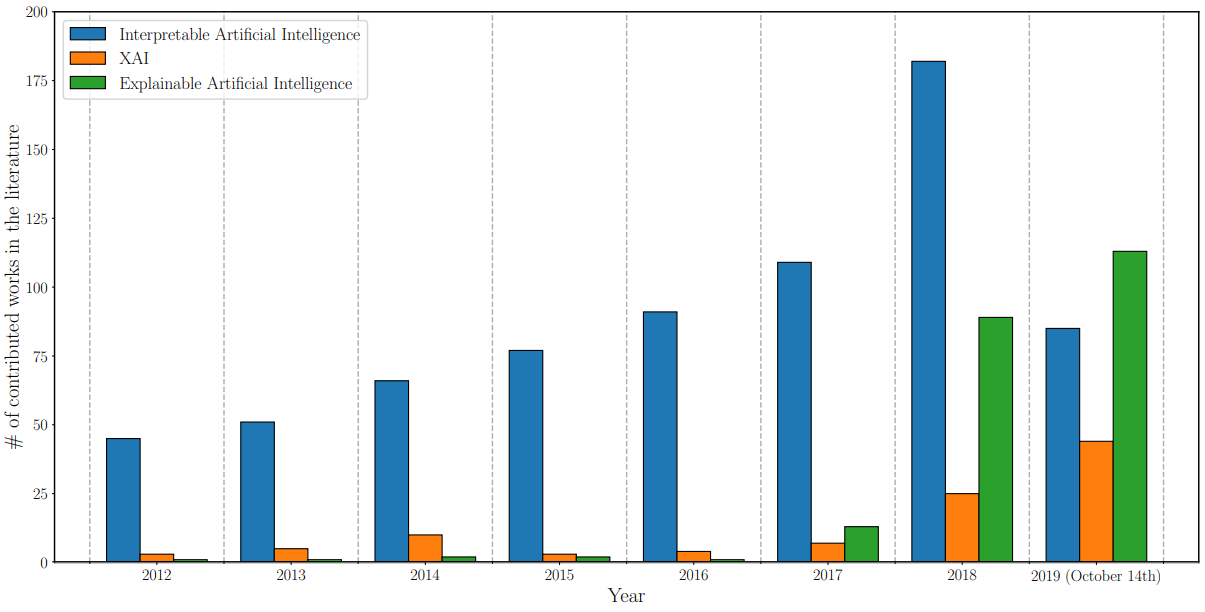 Interpretable Artificial Intelligence
XAI
Explainable Artificial Intelligence
# of contributed works in the literature
200
175
150
125
100
75
50
25
0
2012
2013
2014
2015
2016
2017
2018
2019 (October 14th)
Year